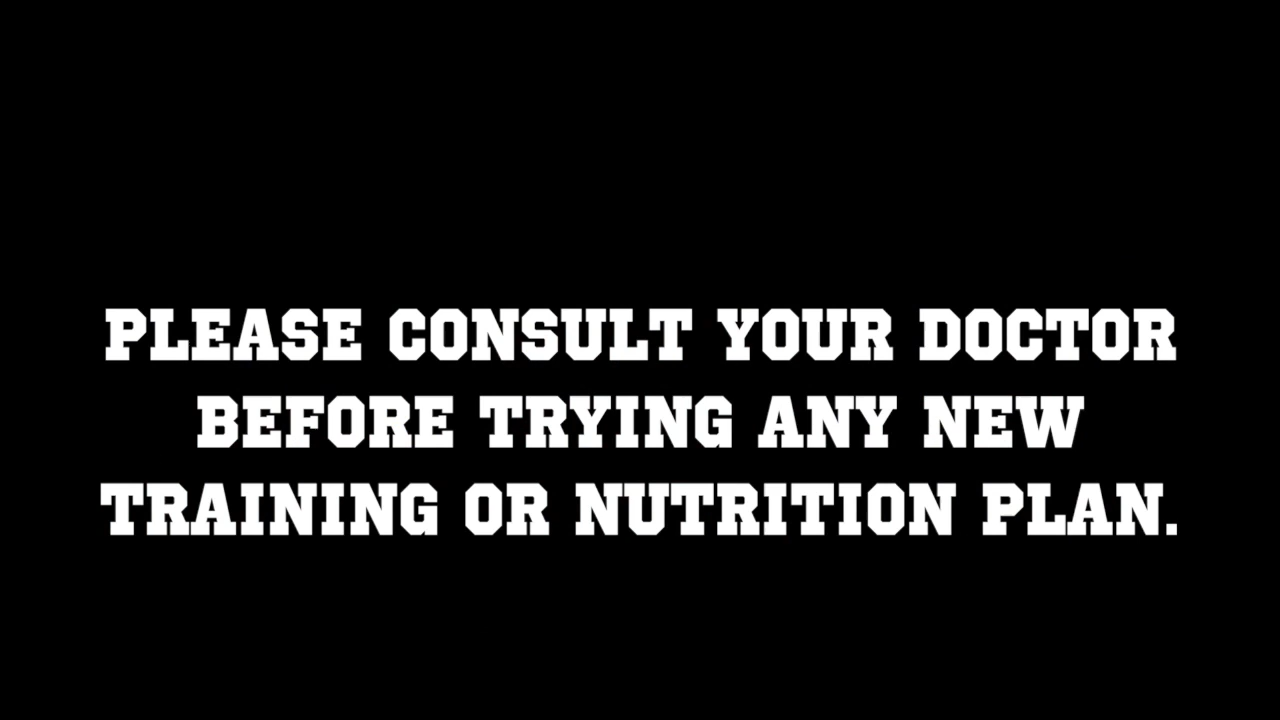 PLEASE CONSULT YOUR DOCTOR
BEFORE TRYING ANY NEW
TRAINING OR NUTRITION PLAN.